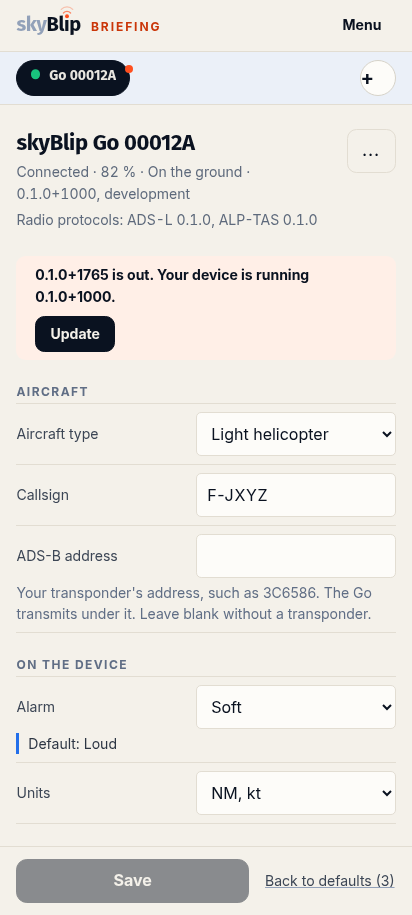 skyBlip BRIEFING
Menu
Go 00012A
+
skyBlip Go 00012A
...
Connected · 82 % · On the ground ·
0.1.0+1000, development
Radio protocols: ADS-L 0.1.0, ALP-TAS 0.1.0
0.1.0+1765 is out. Your device is running
0.1.0+1000.
Update
AIRCRAFT
Aircraft type
Light helicopter
Callsign
F-JXYZ
ADS-B address
Your transponder's address, such as 3C6586. The Go
transmits under it. Leave blank without a transponder.
ON THE DEVICE
Alarm
Soft
Default: Loud
Units
NM, kt
Save
Back to defaults (3)